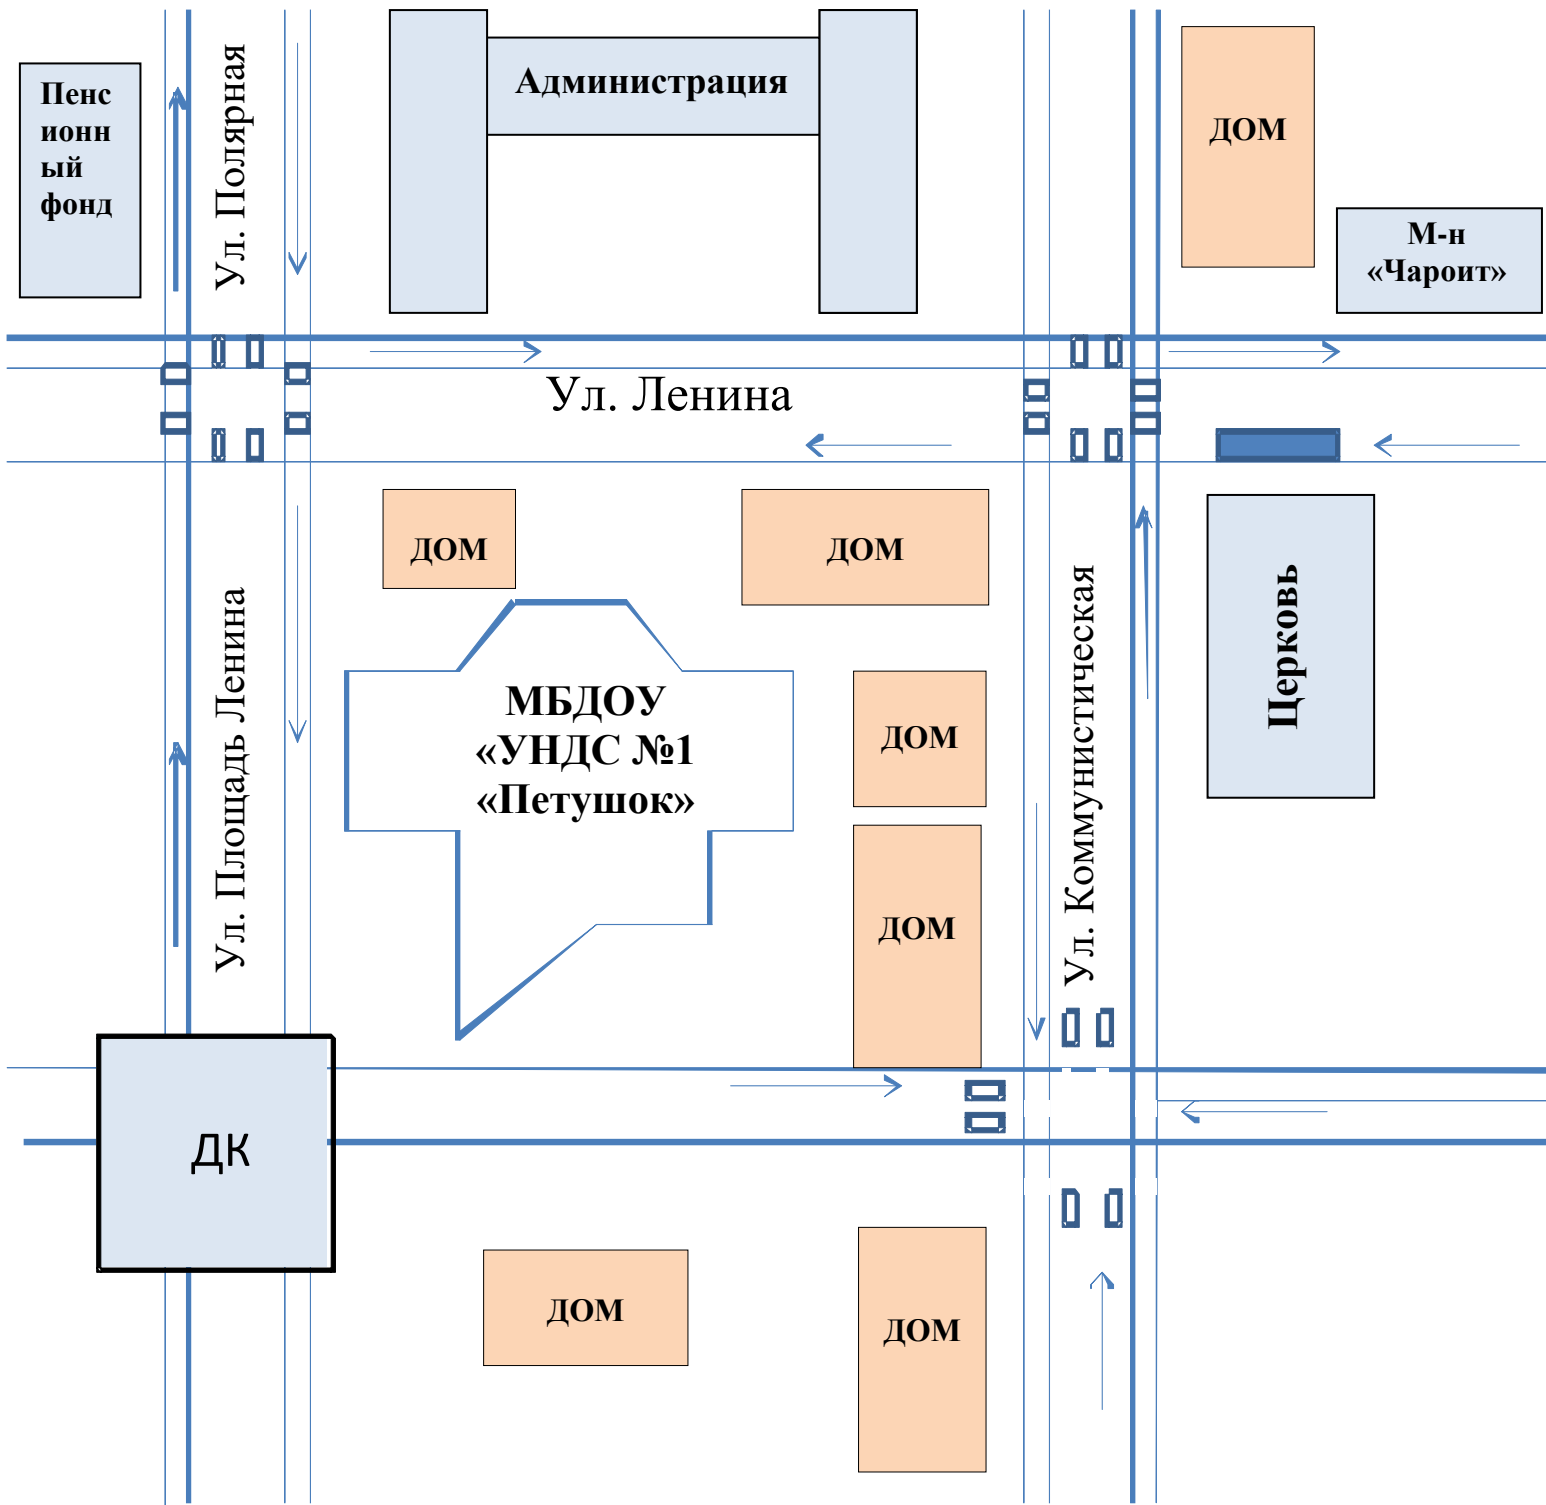 Пенс
ионн
ый
фонд
Ул. Полярная
Администрация
ДОМ
М-н
«Чароит»
Ул. Ленина
ДОМ
ДОМ
Ул. Площадь Ленина
МБДОУ
«УНДС №1
«Петушок»
ДОМ
Ул. Коммунистическая
Церковь
ДОМ
ДК
ДОМ
ДОМ